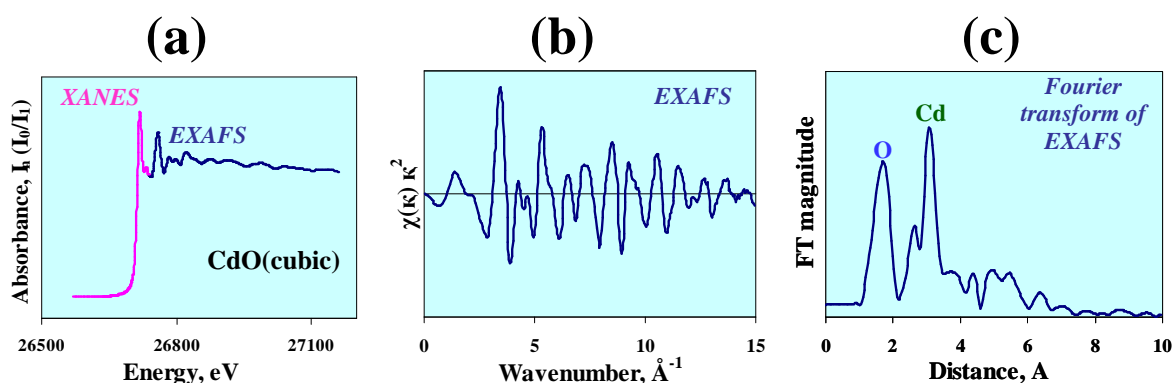 (a)
XANES
EXAFS
CdO(cubic)
Absorbance, I, (I₀/I₁)
26500 26800 27100
Energy, eV
(b)
EXAFS
χ(κ) κ²
0 5 10 15
Wavenumber, Å⁻¹
(c)
Fourier
transform of
EXAFS
Cd
O
FT magnitude
0 2 4 6 8 10
Distance, A